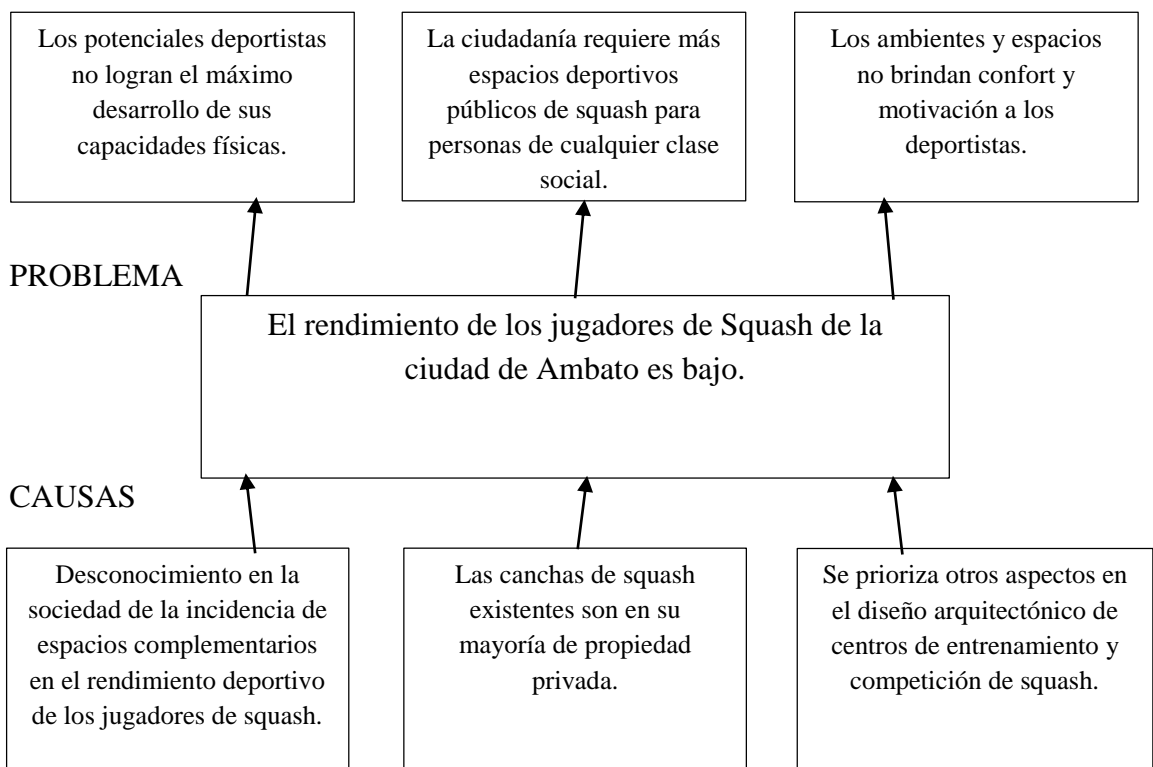 Los potenciales deportistas
no logran el máximo
desarrollo de sus
capacidades físicas.
La ciudadanía requiere más
espacios deportivos
públicos de squash para
personas de cualquier clase
social.
Los ambientes y espacios
no brindan confort y
motivación a los
deportistas.
PROBLEMA
El rendimiento de los jugadores de Squash de la
ciudad de Ambato es bajo.
CAUSAS
Desconocimiento en la
sociedad de la incidencia de
espacios complementarios
en el rendimiento deportivo
de los jugadores de squash.
Las canchas de squash
existentes son en su
mayoría de propiedad
privada.
Se prioriza otros aspectos en
el diseño arquitectónico de
centros de entrenamiento y
competición de squash.